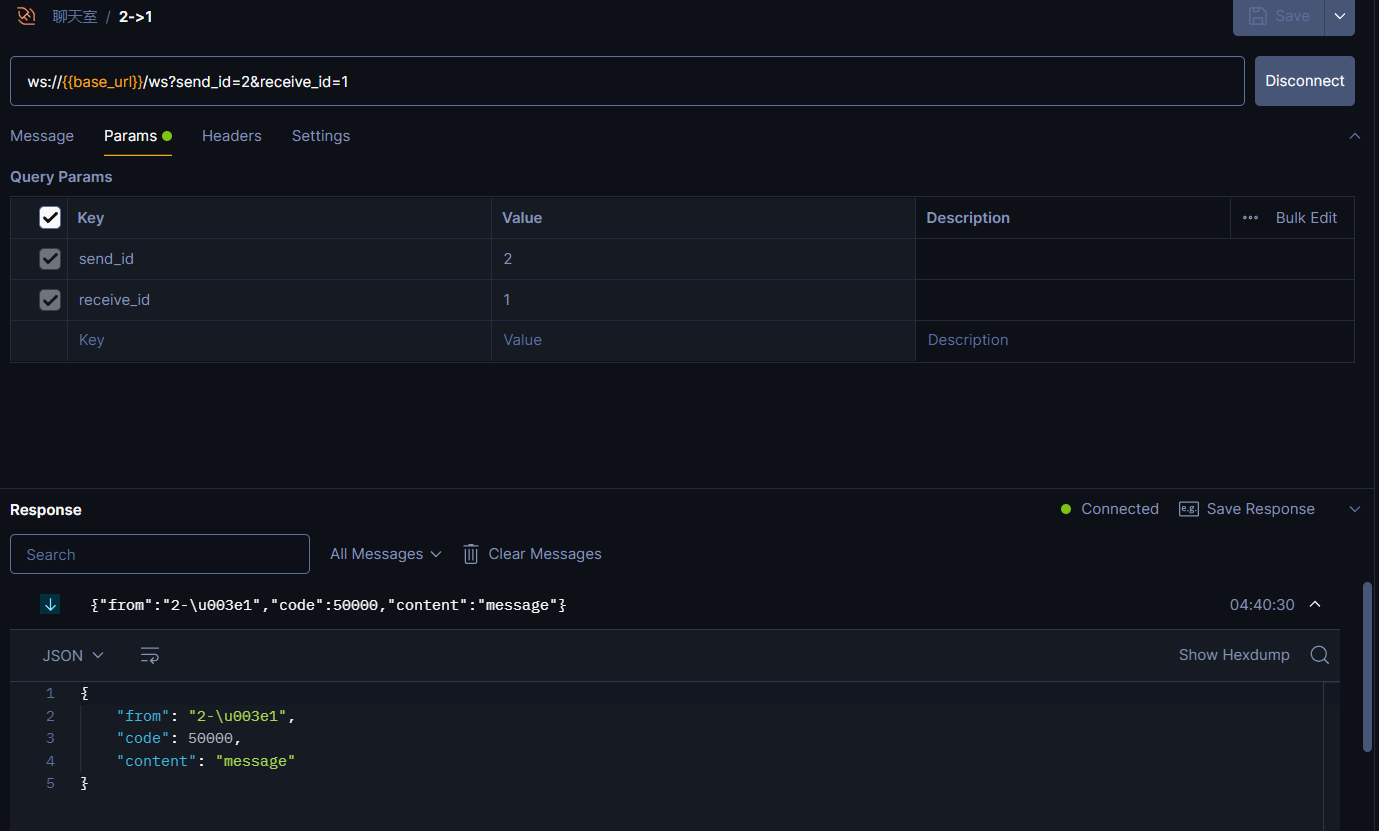 聊天室 / 2->1
Save
ws://{{base_url}}/ws?send_id=2&receive_id=1
Disconnect
Message Params Headers Settings
Query Params
Key Value Description ••• Bulk Edit
send_id 2
receive_id 1
Key Value Description
Response
Connected e.g. Save Response
Search All Messages Clear Messages
{"from":"2-\u003e1","code":50000,"content":"message"} 04:40:30
JSON Show Hexdump
1 {
2 "from": "2-\u003e1",
3 "code": 50000,
4 "content": "message"
5 }